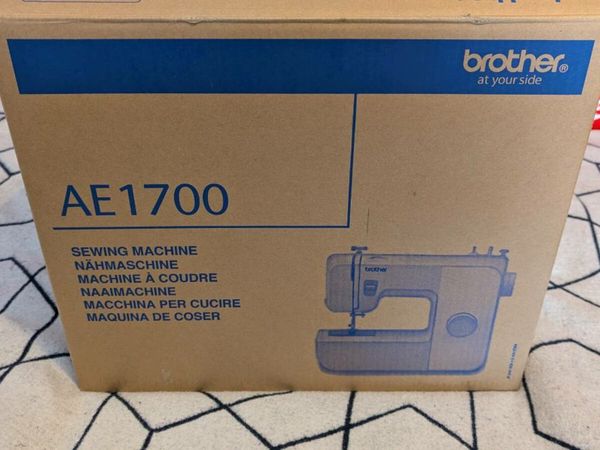 brother®
at your side
AE1700
SEWING MACHINE
NÄHMASCHINE
MACHINE À COUDRE
NAAIMACHINE
MACCHINA PER CUCIRE
MAQUINA DE COSER
brother